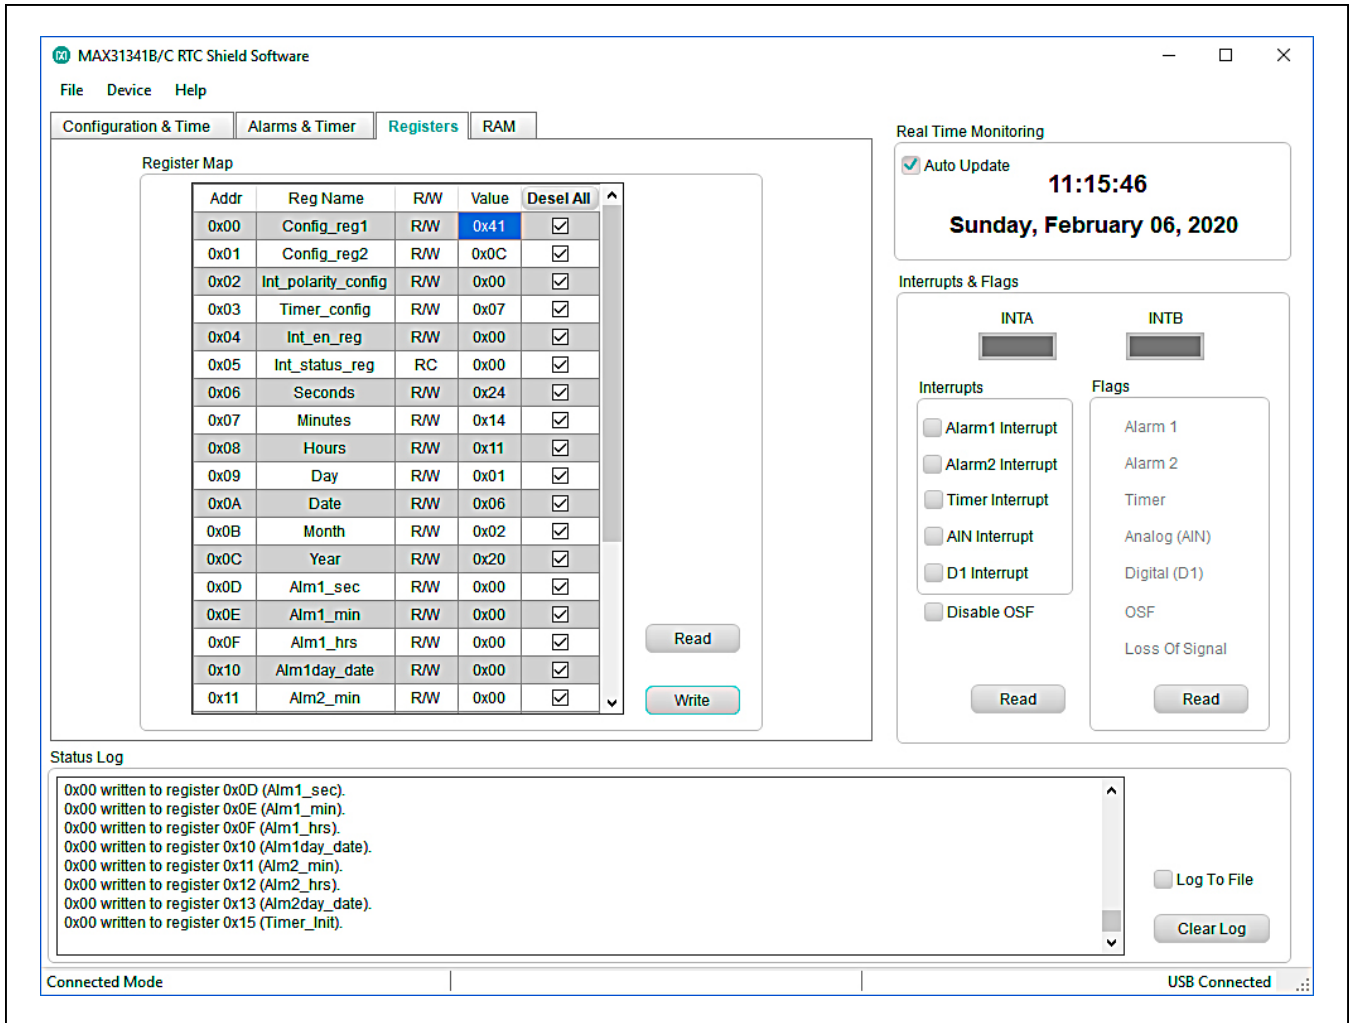 MAX31341B/C RTC Shield Software
File Device Help
Configuration & Time Alarms & Timer Registers RAM
Register Map
Addr Reg Name R/W Value Desel All
0x00 Config_reg1 R/W 0x41
0x01 Config_reg2 R/W 0x0C
0x02 Int_polarity_config R/W 0x00
0x03 Timer_config R/W 0x07
0x04 Int_en_reg R/W 0x00
0x05 Int_status_reg RC 0x00
0x06 Seconds R/W 0x24
0x07 Minutes R/W 0x14
0x08 Hours R/W 0x11
0x09 Day R/W 0x01
0x0A Date R/W 0x06
0x0B Month R/W 0x02
0x0C Year R/W 0x20
0x0D Alm1_sec R/W 0x00
0x0E Alm1_min R/W 0x00
0x0F Alm1_hrs R/W 0x00
0x10 Alm1day_date R/W 0x00
0x11 Alm2_min R/W 0x00
Read
Write
Real Time Monitoring
Auto Update
11:15:46
Sunday, February 06, 2020
Interrupts & Flags
INTA INTB
Interrupts
Alarm1 Interrupt
Alarm2 Interrupt
Timer Interrupt
AIN Interrupt
D1 Interrupt
Disable OSF
Read
Flags
Alarm 1
Alarm 2
Timer
Analog (AIN)
Digital (D1)
OSF
Loss Of Signal
Read
Status Log
0x00 written to register 0x0D (Alm1_sec).
0x00 written to register 0x0E (Alm1_min).
0x00 written to register 0x0F (Alm1_hrs).
0x00 written to register 0x10 (Alm1day_date).
0x00 written to register 0x11 (Alm2_min).
0x00 written to register 0x12 (Alm2_hrs).
0x00 written to register 0x13 (Alm2day_date).
0x00 written to register 0x15 (Timer_Init).
Log To File
Clear Log
Connected Mode USB Connected